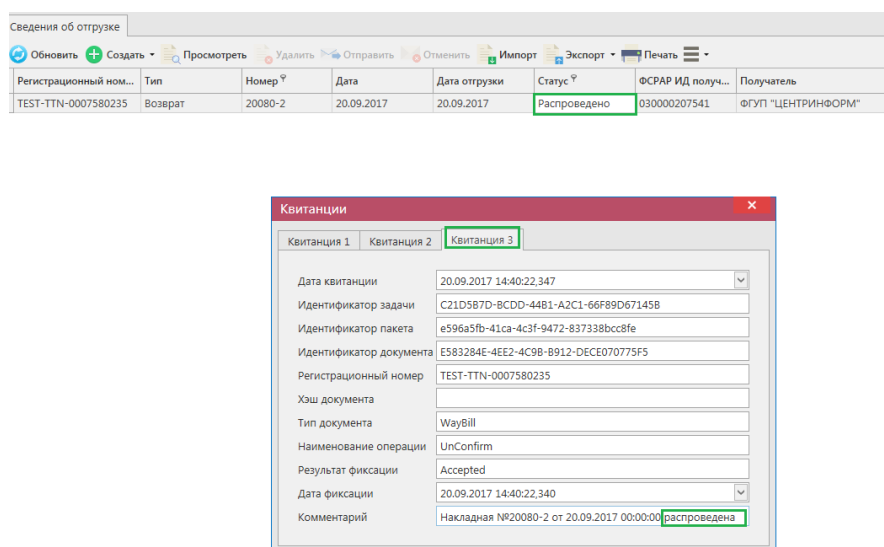 Сведения об отгрузке
Обновить Создать Просмотреть Удалить Отправить Отменить Импорт Экспорт Печать
Регистрационный ном... Тип Номер Дата Дата отгрузки Статус ФСРАР ИД получ... Получатель
TEST-TTN-0007580235 Возврат 20080-2 20.09.2017 20.09.2017 Распроведено 030000207541 ФГУП "ЦЕНТРИНФОРМ"
Квитанции
Квитанция 1 Квитанция 2 Квитанция 3
Дата квитанции 20.09.2017 14:40:22,347
Идентификатор задачи C21D5B7D-BCDD-44B1-A2C1-66F89D67145B
Идентификатор пакета e596a5fb-41ca-4c3f-9472-837338bcc8fe
Идентификатор документа E583284E-4EE2-4C9B-B912-DECE070775F5
Регистрационный номер TEST-TTN-0007580235
Хэш документа
Тип документа WayBill
Наименование операции UnConfirm
Результат фиксации Accepted
Дата фиксации 20.09.2017 14:40:22,340
Комментарий Накладная №20080-2 от 20.09.2017 00:00:00 распроведена